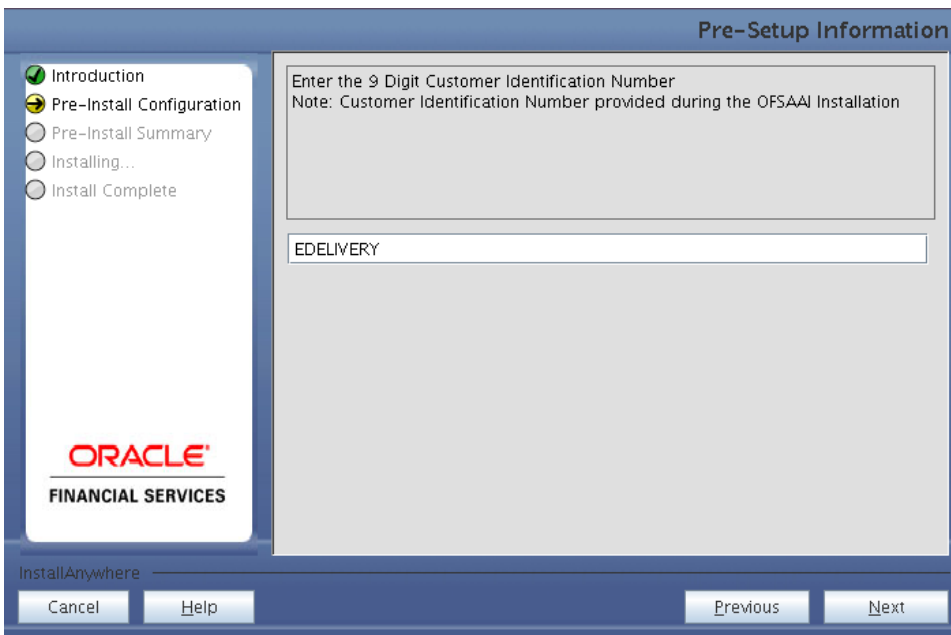 Pre-Setup Information
Introduction
Pre-Install Configuration
Pre-Install Summary
Installing...
Install Complete
ORACLE
FINANCIAL SERVICES
Enter the 9 Digit Customer Identification Number
Note: Customer Identification Number provided during the OFSAAI Installation
EDELIVERY
InstallAnywhere
Cancel
Help
Previous
Next